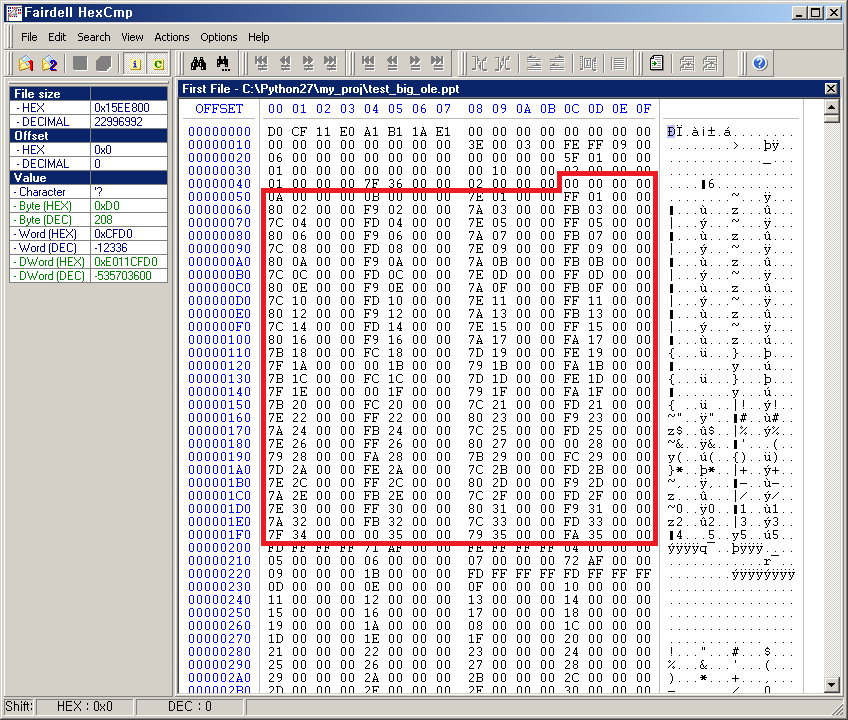 Fairdell HexCmp
File Edit Search View Actions Options Help
File size
- HEX 0x15EE800
- DECIMAL 22996992
Offset
- HEX 0x0
- DECIMAL 0
Value
- Character '?
- Byte (HEX) 0xD0
- Byte (DEC) 208
- Word (HEX) 0xCFD0
- Word (DEC) -12336
- DWord (HEX) 0xE011CFD0
- DWord (DEC) -535703600
First File - C:\Python27\my_proj\test_big_ole.ppt
OFFSET 00 01 02 03 04 05 06 07 08 09 0A 0B 0C 0D 0E 0F
00000000 D0 CF 11 E0 A1 B1 1A E1 00 00 00 00 00 00 00 00 ÐÏ.à¡±.á........
00000010 00 00 00 00 00 00 00 00 3E 00 03 00 FE FF 09 00 ........>...þÿ..
00000020 06 00 00 00 00 00 00 00 00 00 00 00 5F 01 00 00 ............_...
00000030 01 00 00 00 00 00 00 00 00 10 00 00
00000040 01 00 00 00 7F 36 00 00 02 00 00 00 00 00 00 00
00000050 0A 00 00 00 0B 00 00 00 7E 01 00 00 FF 01 00 00
00000060 80 02 00 00 F9 02 00 00 7A 03 00 00 FB 03 00 00
00000070 7C 04 00 00 FD 04 00 00 7E 05 00 00 FF 05 00 00
00000080 80 06 00 00 F9 06 00 00 7A 07 00 00 FB 07 00 00
00000090 7C 08 00 00 FD 08 00 00 7E 09 00 00 FF 09 00 00
000000A0 80 0A 00 00 F9 0A 00 00 7A 0B 00 00 FB 0B 00 00
000000B0 7C 0C 00 00 FD 0C 00 00 7E 0D 00 00 FF 0D 00 00
000000C0 80 0E 00 00 F9 0E 00 00 7A 0F 00 00 FB 0F 00 00
000000D0 7C 10 00 00 FD 10 00 00 7E 11 00 00 FF 11 00 00
000000E0 80 12 00 00 F9 12 00 00 7A 13 00 00 FB 13 00 00
000000F0 7C 14 00 00 FD 14 00 00 7E 15 00 00 FF 15 00 00
00000100 80 16 00 00 F9 16 00 00 7A 17 00 00 FA 17 00 00
00000110 7B 18 00 00 FC 18 00 00 7D 19 00 00 FE 19 00 00
00000120 7F 1A 00 00 00 1B 00 00 79 1B 00 00 FA 1B 00 00
00000130 7B 1C 00 00 FC 1C 00 00 7D 1D 00 00 FE 1D 00 00
00000140 7F 1E 00 00 00 1F 00 00 79 1F 00 00 FA 1F 00 00
00000150 7B 20 00 00 FC 20 00 00 7C 21 00 00 FD 21 00 00
00000160 7E 22 00 00 FF 22 00 00 80 23 00 00 F9 23 00 00
00000170 7A 24 00 00 FB 24 00 00 7C 25 00 00 FD 25 00 00
00000180 7E 26 00 00 FF 26 00 00 80 27 00 00 00 28 00 00
00000190 79 28 00 00 FA 28 00 00 7B 29 00 00 FC 29 00 00
000001A0 7D 2A 00 00 FE 2A 00 00 7C 2B 00 00 FD 2B 00 00
000001B0 7E 2C 00 00 FF 2C 00 00 80 2D 00 00 F9 2D 00 00
000001C0 7A 2E 00 00 FB 2E 00 00 7C 2F 00 00 FD 2F 00 00
000001D0 7E 30 00 00 FF 30 00 00 80 31 00 00 F9 31 00 00
000001E0 7A 32 00 00 FB 32 00 00 7C 33 00 00 FD 33 00 00
000001F0 7F 34 00 00 00 35 00 00 79 35 00 00 FA 35 00 00
00000200 FD FF FF FF 71 AF 00 00 FE FF FF FF 04 00 00 00
00000210 05 00 00 00 06 00 00 00 07 00 00 00 72 AF 00 00
00000220 09 00 00 00 1B 00 00 00 FD FF FF FF FD FF FF FF
00000230 0D 00 00 00 0E 00 00 00 0F 00 00 00 10 00 00 00
00000240 11 00 00 00 12 00 00 00 13 00 00 00 14 00 00 00
00000250 15 00 00 00 16 00 00 00 17 00 00 00 18 00 00 00
00000260 19 00 00 00 1A 00 00 00 08 00 00 00 1C 00 00 00
00000270 1D 00 00 00 1E 00 00 00 1F 00 00 00 20 00 00 00
00000280 21 00 00 00 22 00 00 00 23 00 00 00 24 00 00 00
00000290 25 00 00 00 26 00 00 00 27 00 00 00 28 00 00 00
000002A0 29 00 00 00 2A 00 00 00 2B 00 00 00 2C 00 00 00
000002B0 2D 00 00 00 2E 00 00 00 2F 00 00 00 30 00 00 00
Shift: HEX : 0x0 DEC : 0